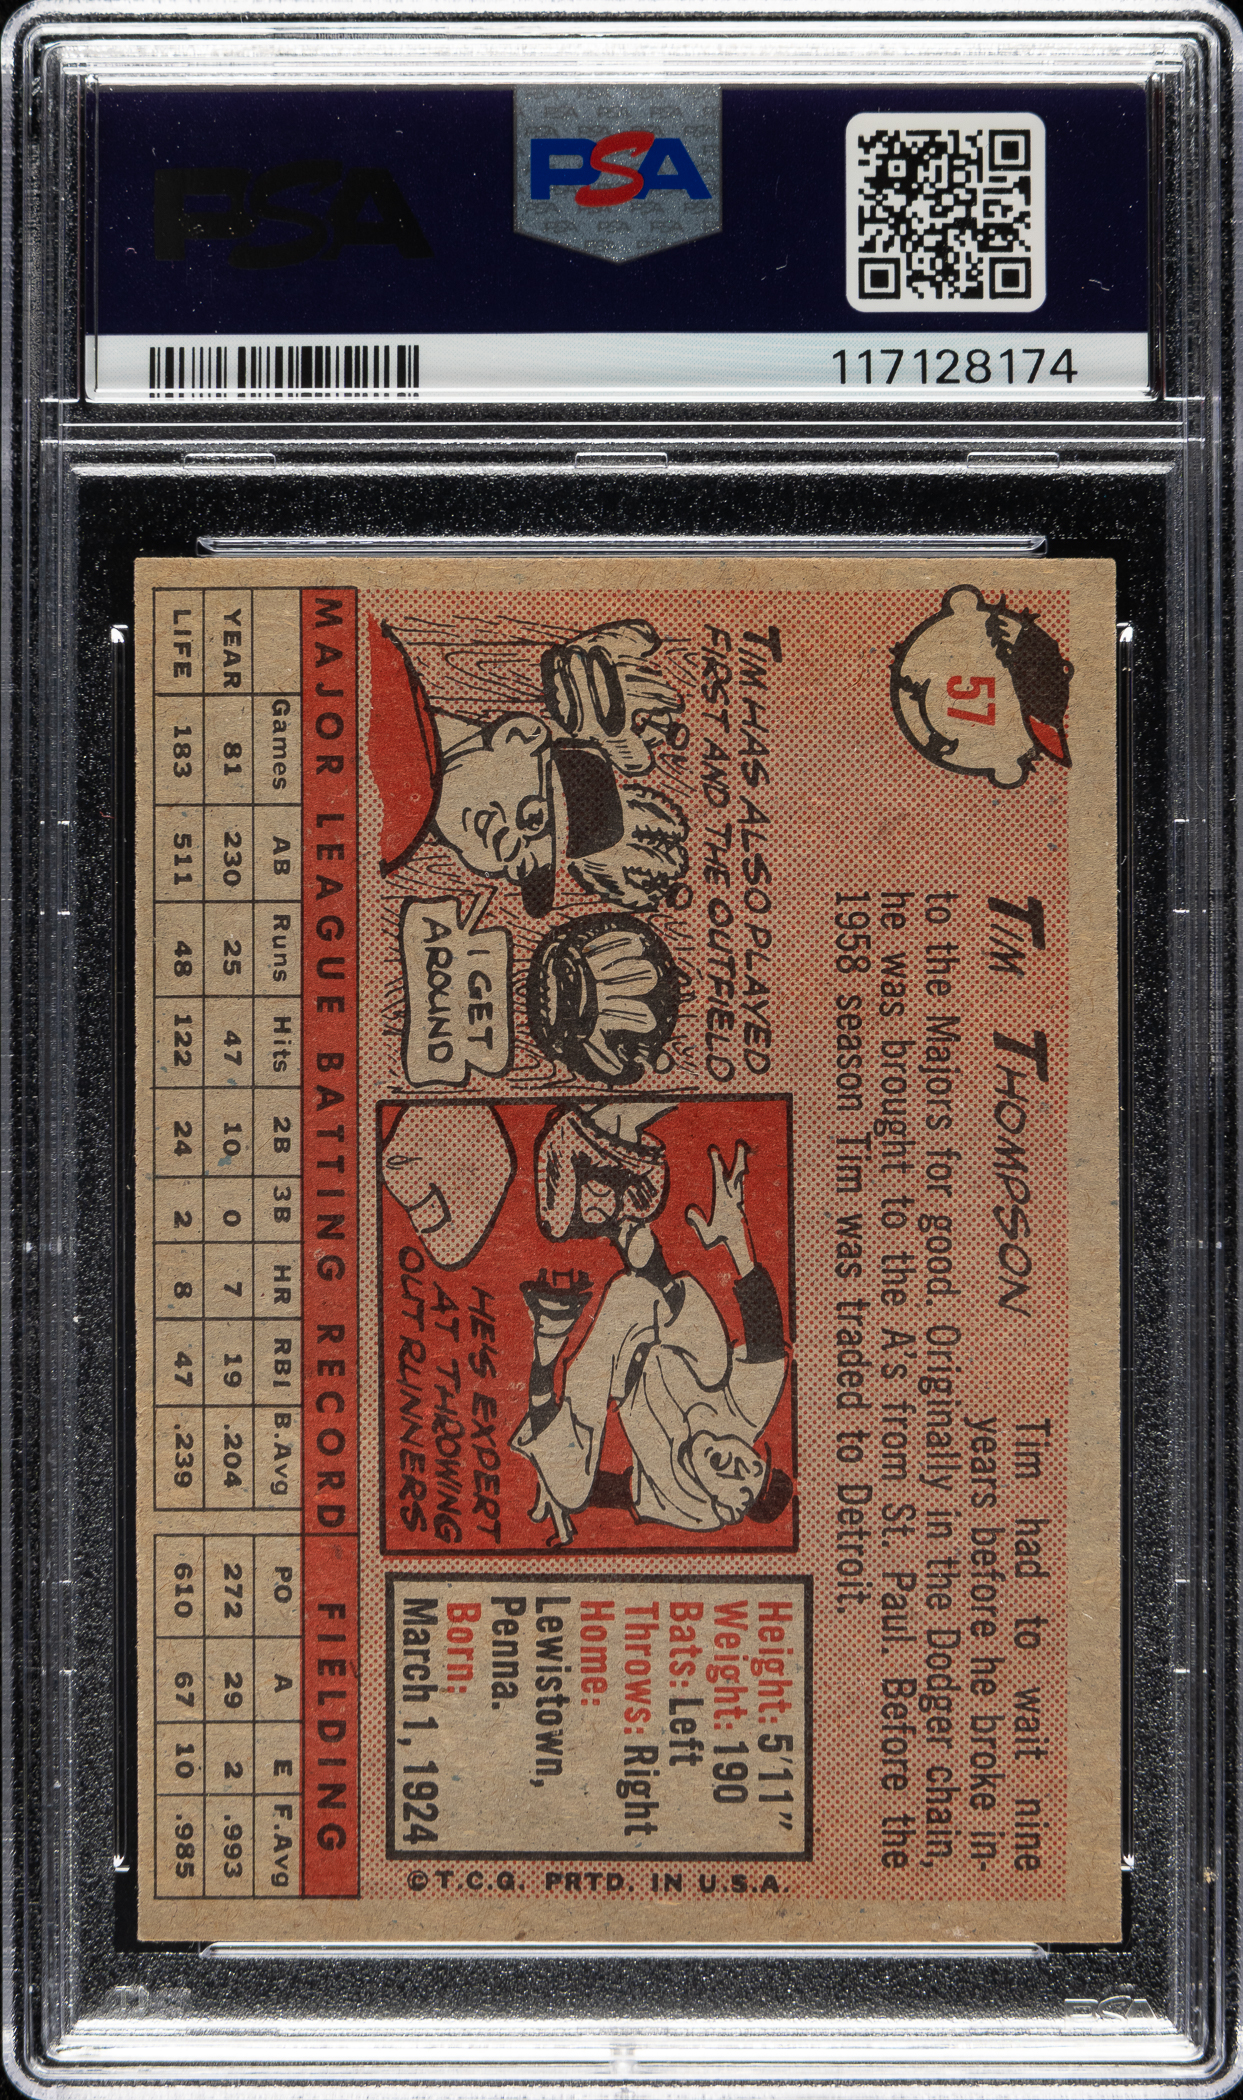 PSA
PSA
117128174
57
TIM THOMPSON
Tim had to wait nine
years before he broke in-
to the Majors for good. Originally in the Dodger chain,
he was brought to the A's from St. Paul. Before the
1958 season Tim was traded to Detroit.
TIM HAS ALSO PLAYED
FIRST AND THE OUTFIELD
I GET
AROUND
HE'S EXPERT
AT THROWING
OUT RUNNERS
Height: 5'11"
Weight: 190
Bats: Left
Throws: Right
Home:
Lewistown,
Penna.
Born:
March 1, 1924
©T.C.G. PRTD. IN U.S.A.
MAJOR LEAGUE BATTING RECORD FIELDING
Games AB Runs Hits 2B 3B HR RBI B.Avg PO A E F.Avg
YEAR 81 230 25 47 10 0 7 19 .204 272 29 2 .993
LIFE 183 511 48 122 24 2 8 47 .239 610 67 10 .985
PSA